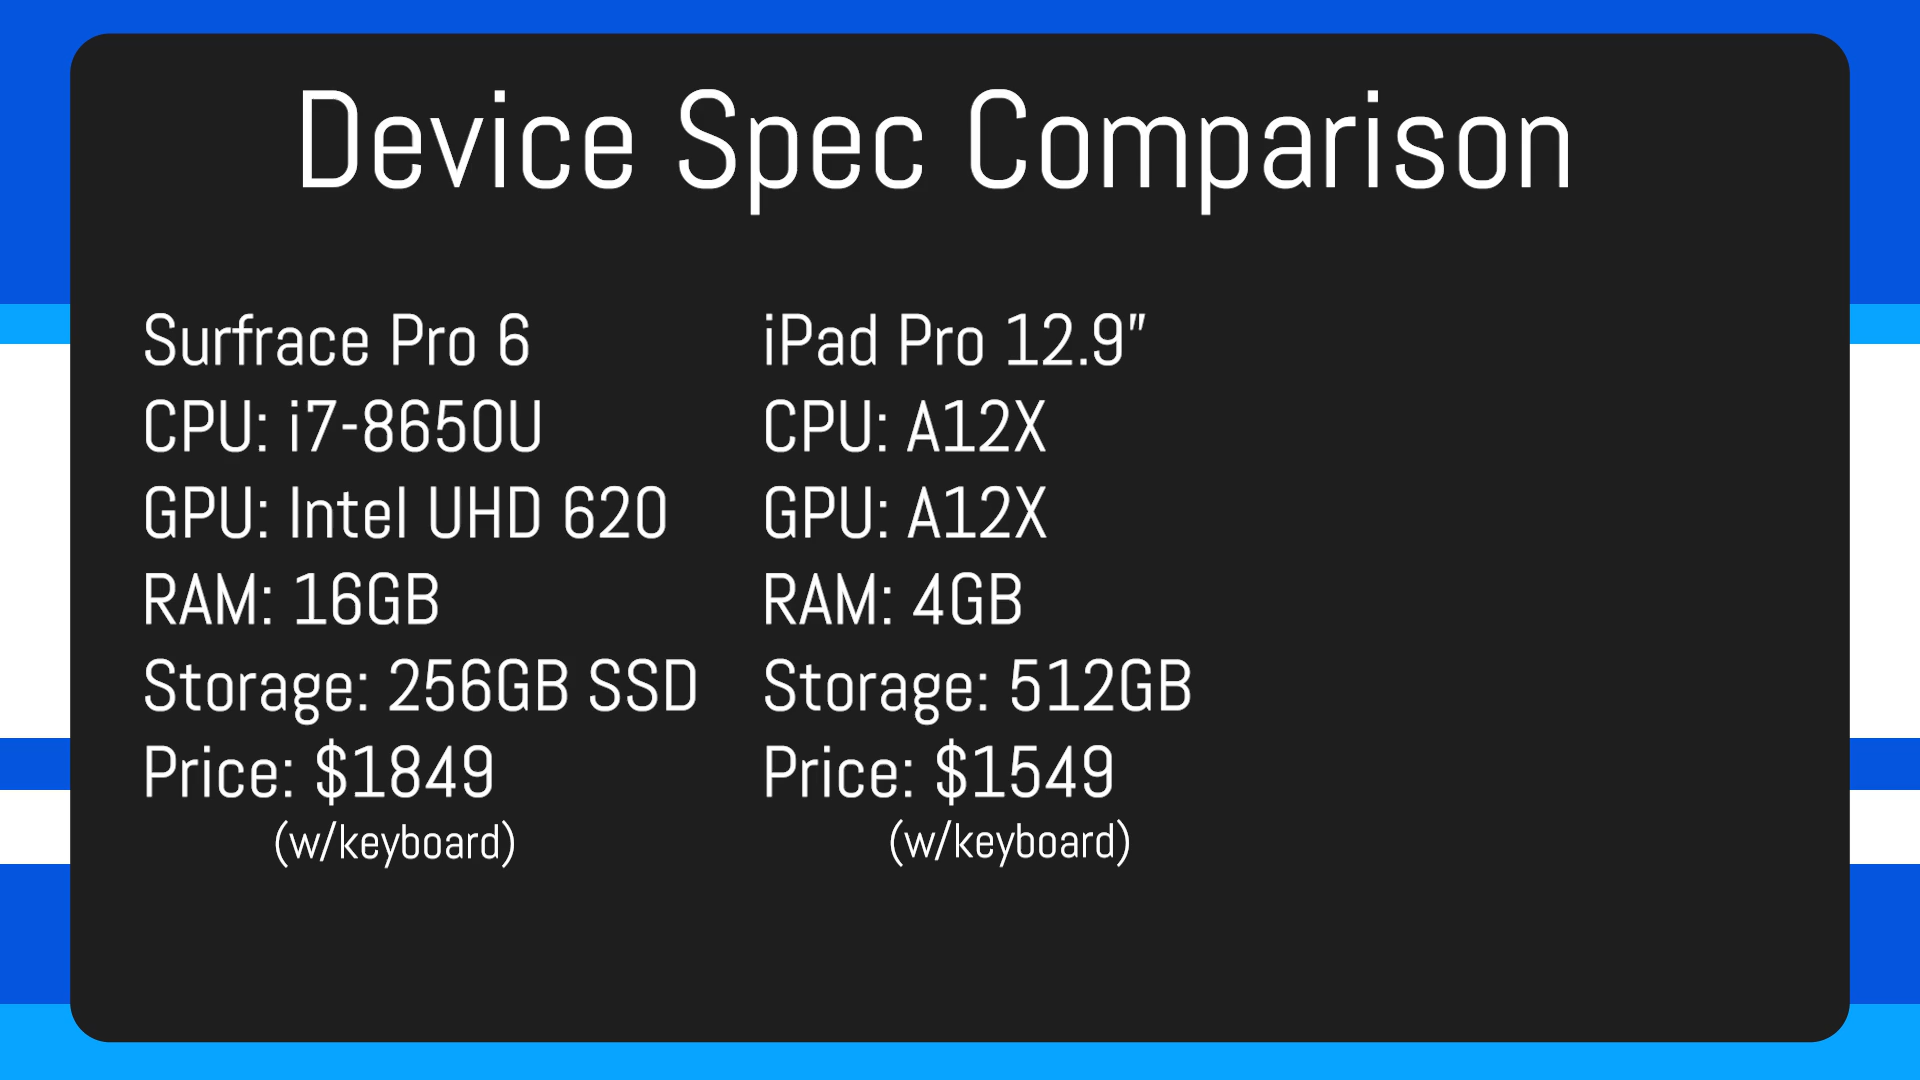 Device Spec Comparison
Surfrace Pro 6
CPU: i7-8650U
GPU: Intel UHD 620
RAM: 16GB
Storage: 256GB SSD
Price: $1849
(w/keyboard)
iPad Pro 12.9"
CPU: A12X
GPU: A12X
RAM: 4GB
Storage: 512GB
Price: $1549
(w/keyboard)